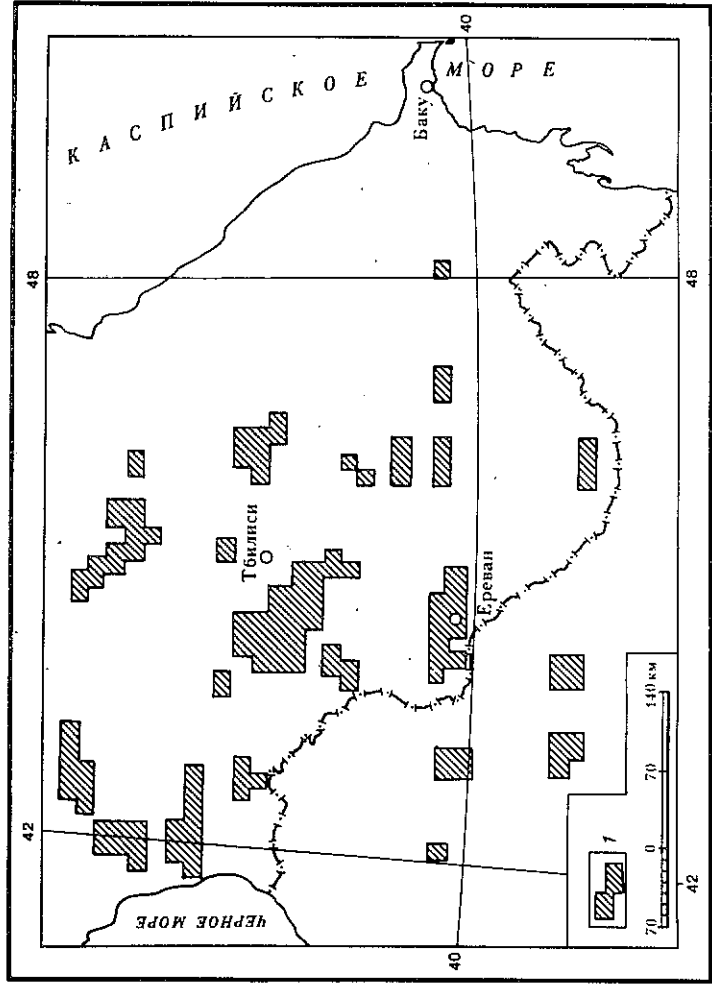 КАСПИЙСКОЕ
МОРЕ
40
Баку
48
48
Тбилиси
Ереван
42
ЧЕРНОЕ МОРЕ
40
42
1
70 0 70 140 км